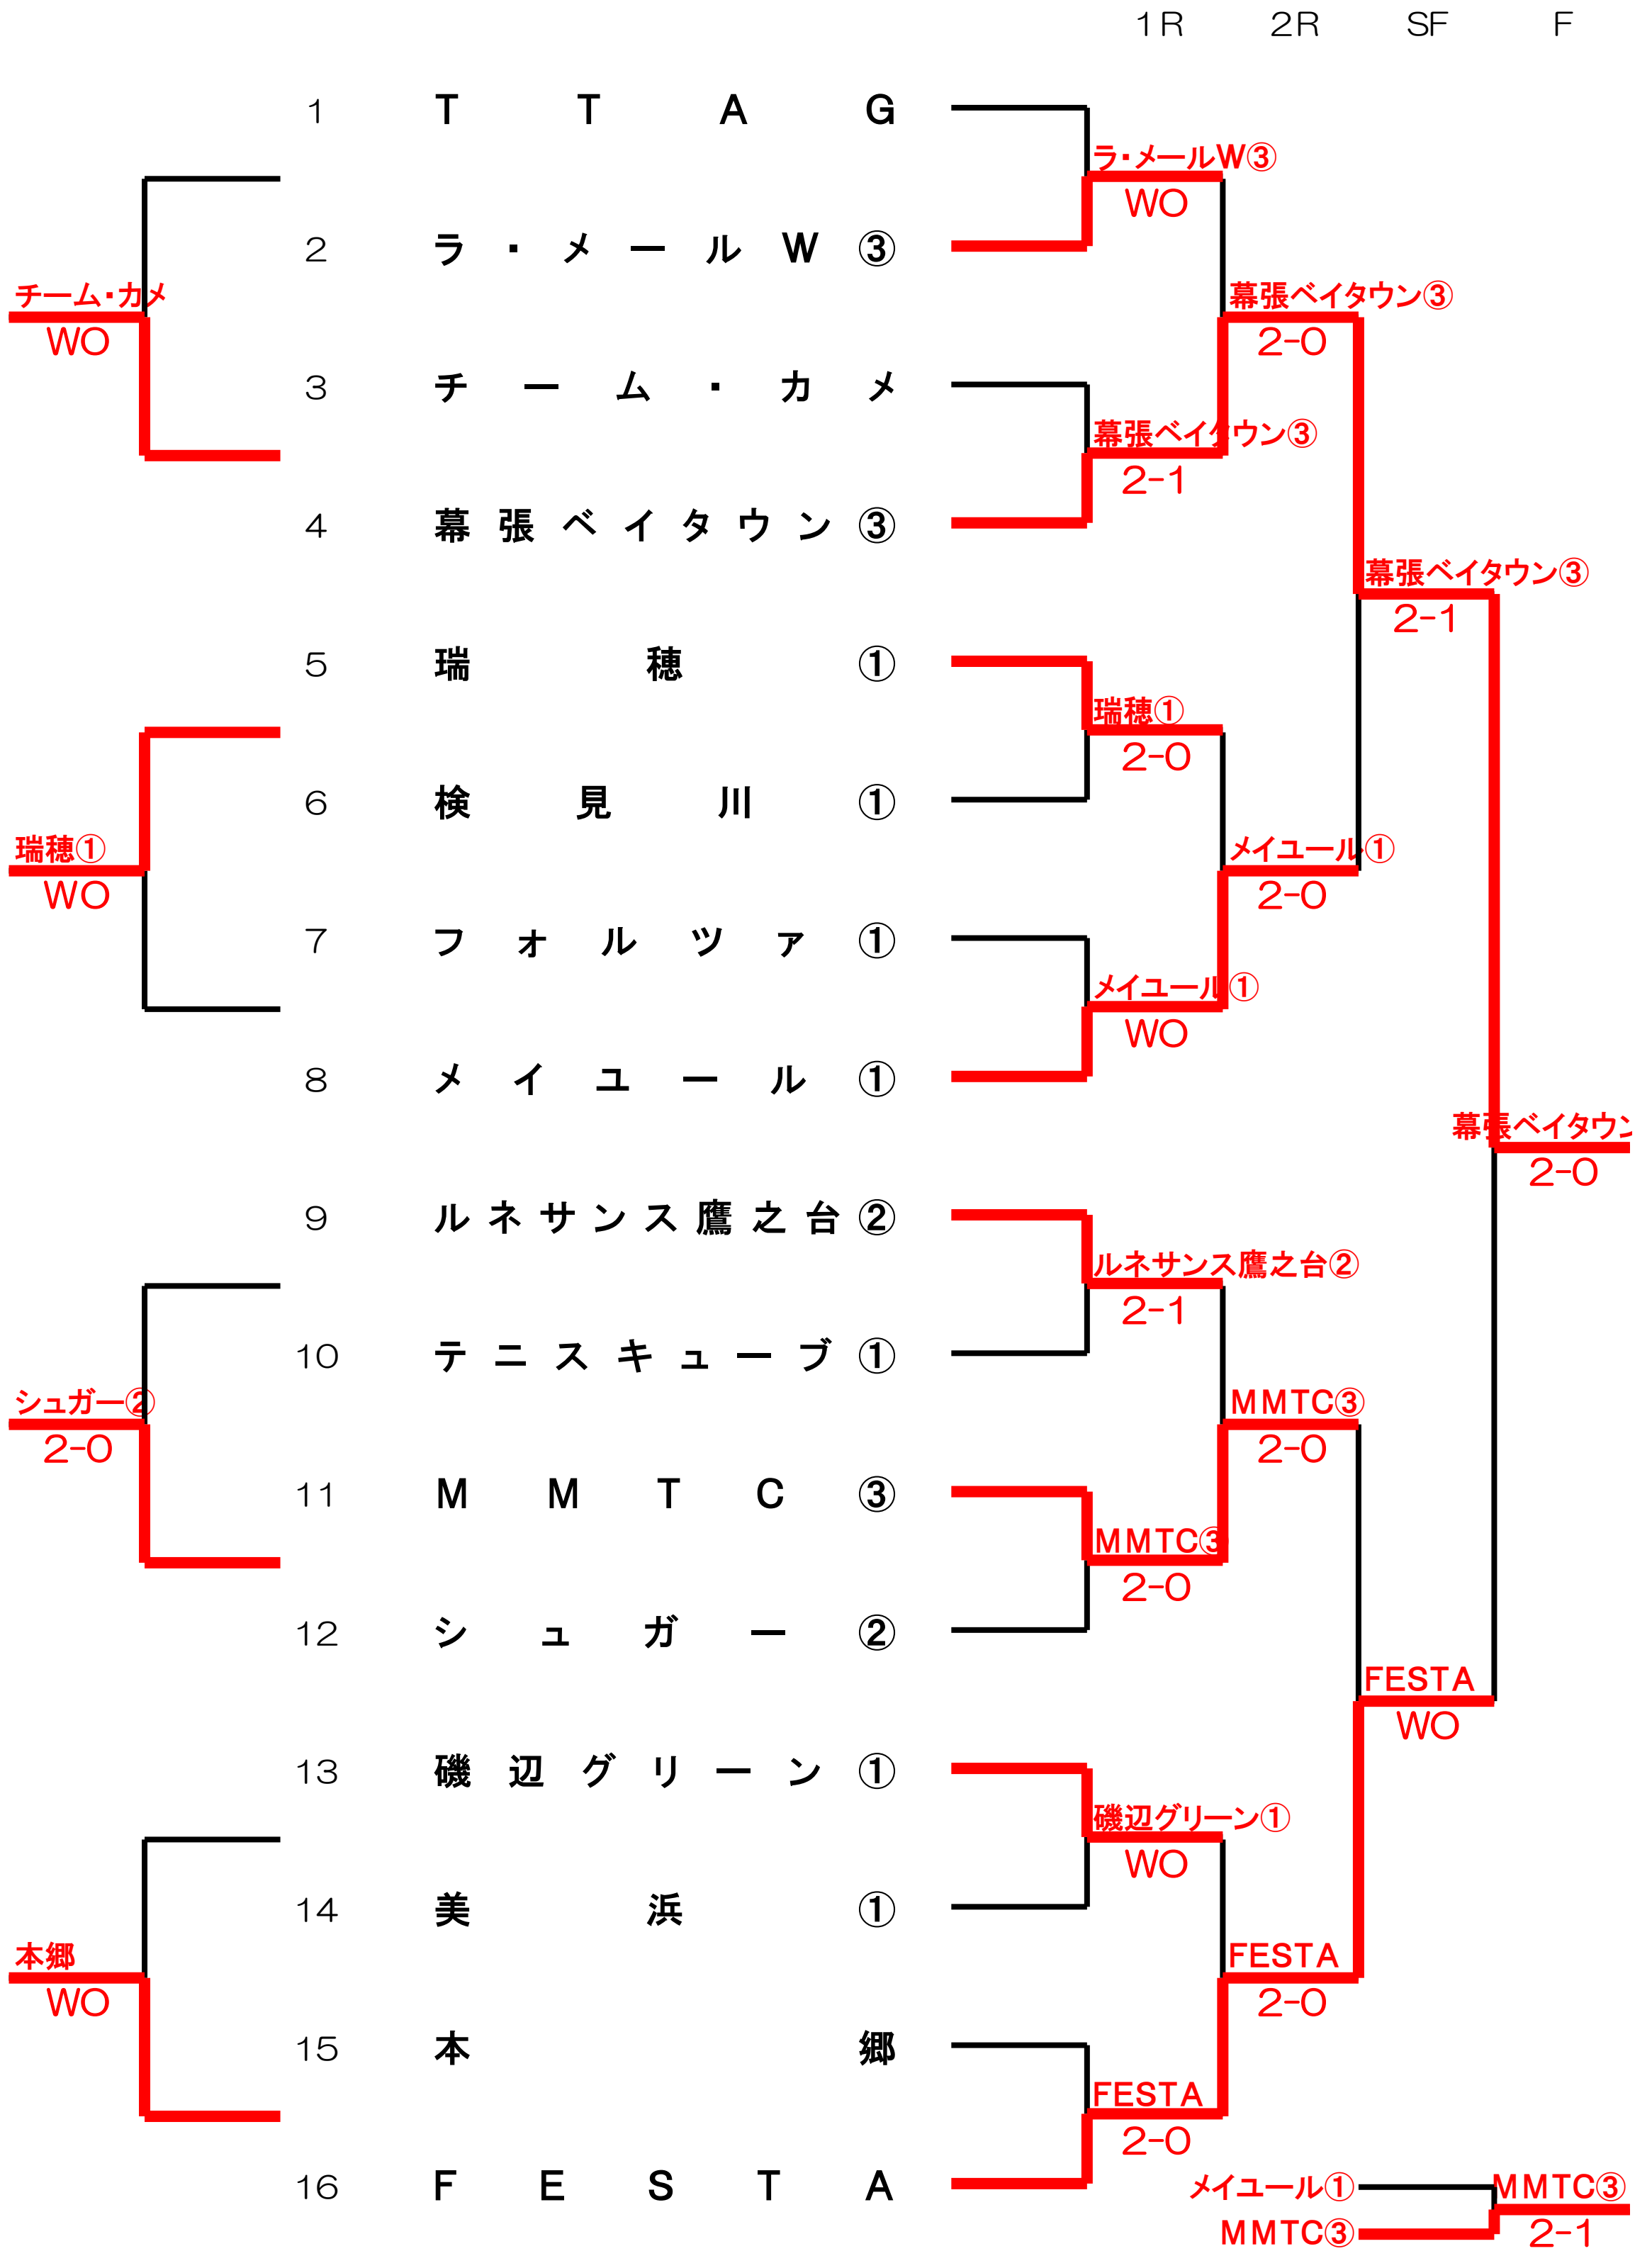 1R 2R SF F
1 TTAG
ラ・メールW③
WO
2 ラ・メールW③
チーム・カメ
WO
幕張ベイタウン③
2-0
3 チーム・カメ
幕張ベイタウン③
2-1
4 幕張ベイタウン③
幕張ベイタウン③
2-1
5 瑞穂①
瑞穂①
2-0
6 検見川①
瑞穂①
WO
メイユール①
2-0
7 フォルツァ①
メイユール①
WO
8 メイユール①
幕張ベイタウン
2-0
9 ルネサンス鷹之台②
ルネサンス鷹之台②
2-1
10 テニスキューブ①
シュガー②
2-0
MMTC③
2-0
11 MMTC③
MMTC③
2-0
12 シュガー②
FESTA
WO
13 磯辺グリーン①
磯辺グリーン①
WO
14 美浜①
本郷
WO
FESTA
2-0
15 本郷
FESTA
2-0
16 FESTA
メイユール①
MMTC③
MMTC③
2-1